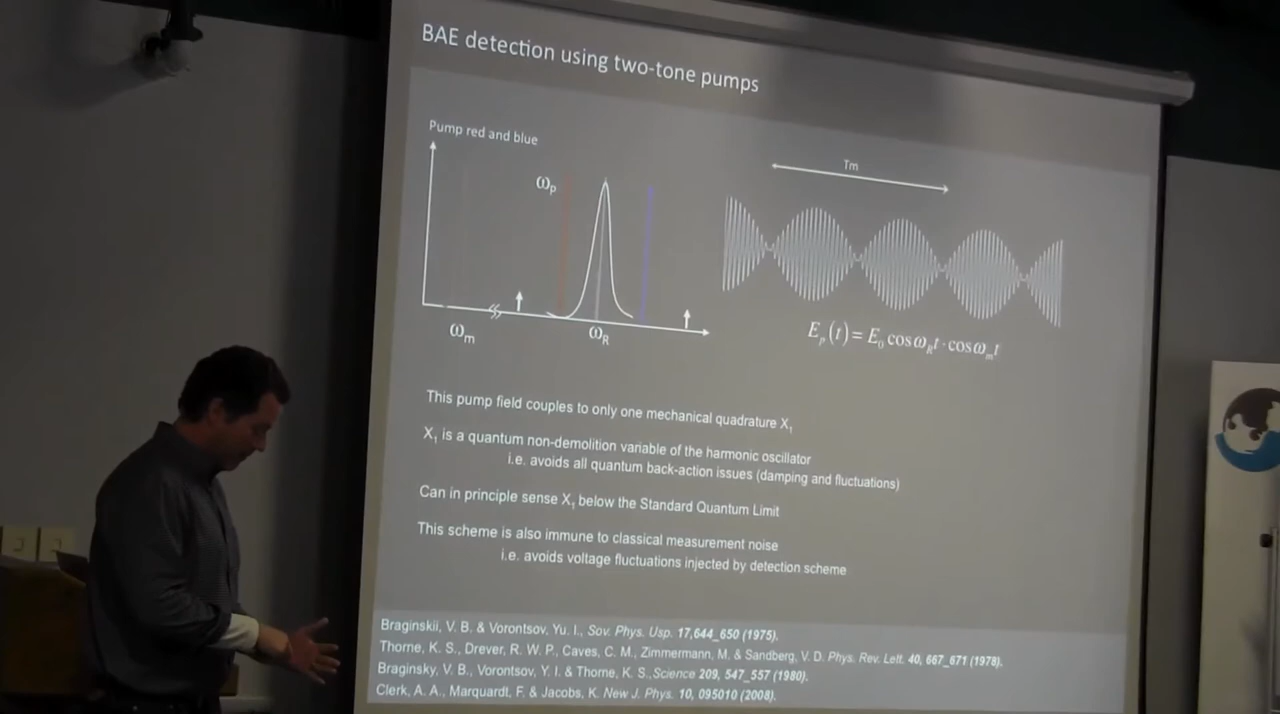 BAE detection using two-tone pumps
Pump red and blue
ωp
Tm
ωm
ωR
Ep(t) = E0 cosωRt · cosωmt
This pump field couples to only one mechanical quadrature X1
X1 is a quantum non-demolition variable of the harmonic oscillator
i.e. avoids all quantum back-action issues (damping and fluctuations)
Can in principle sense X1 below the Standard Quantum Limit
This scheme is also immune to classical measurement noise
i.e. avoids voltage fluctuations injected by detection scheme
Braginskii, V. B. & Vorontsov, Yu. I., Sov. Phys. Usp. 17,644_650 (1975).
Thorne, K. S., Drever, R. W. P., Caves, C. M., Zimmermann, M. & Sandberg, V. D. Phys. Rev. Lett. 40, 667_671 (1978).
Braginsky, V. B., Vorontsov, Y. I. & Thorne, K. S.,Science 209, 547_557 (1980).
Clerk, A. A., Marquardt, F. & Jacobs, K. New J. Phys. 10, 095010 (2008).